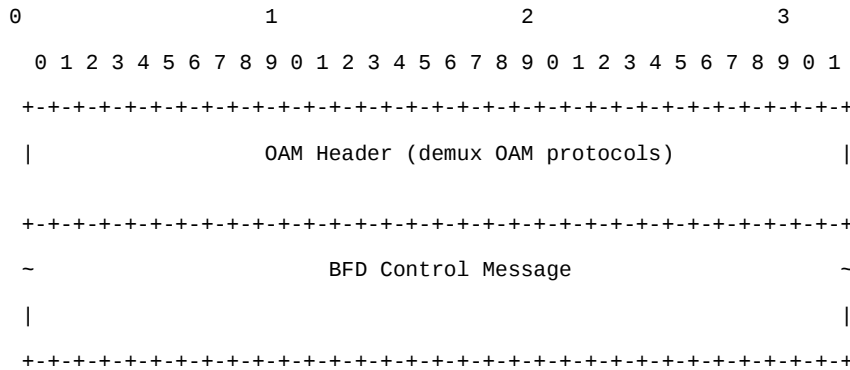 0                   1                   2                   3
 0 1 2 3 4 5 6 7 8 9 0 1 2 3 4 5 6 7 8 9 0 1 2 3 4 5 6 7 8 9 0 1
+-+-+-+-+-+-+-+-+-+-+-+-+-+-+-+-+-+-+-+-+-+-+-+-+-+-+-+-+-+-+-+-+
|                  OAM Header (demux OAM protocols)             |
+-+-+-+-+-+-+-+-+-+-+-+-+-+-+-+-+-+-+-+-+-+-+-+-+-+-+-+-+-+-+-+-+
~                       BFD Control Message                     ~
|                                                               |
+-+-+-+-+-+-+-+-+-+-+-+-+-+-+-+-+-+-+-+-+-+-+-+-+-+-+-+-+-+-+-+-+